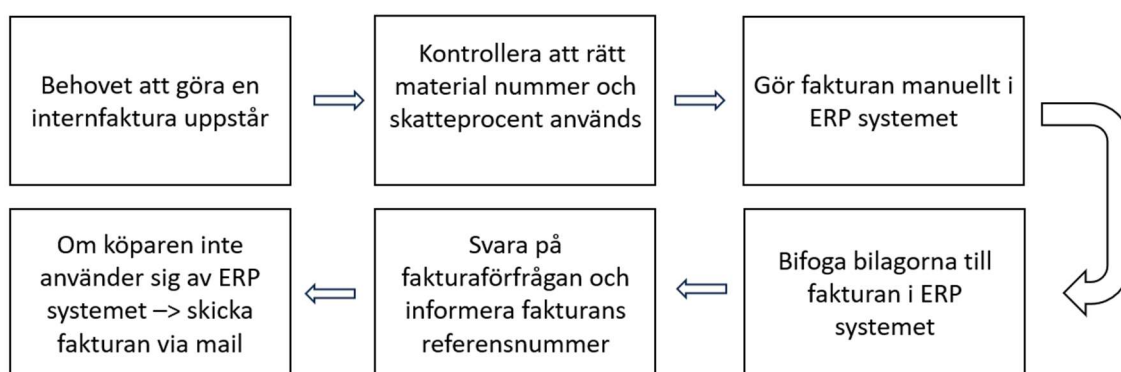 Behovet att göra en
internfaktura uppstår
Kontrollera att rätt
material nummer och
skatteprocent används
Gör fakturan manuellt i
ERP systemet
Bifoga bilagorna till
fakturan i ERP
systemet
Svara på
fakturaförfrågan och
informera fakturans
referensnummer
Om köparen inte
använder sig av ERP
systemet –> skicka
fakturan via mail